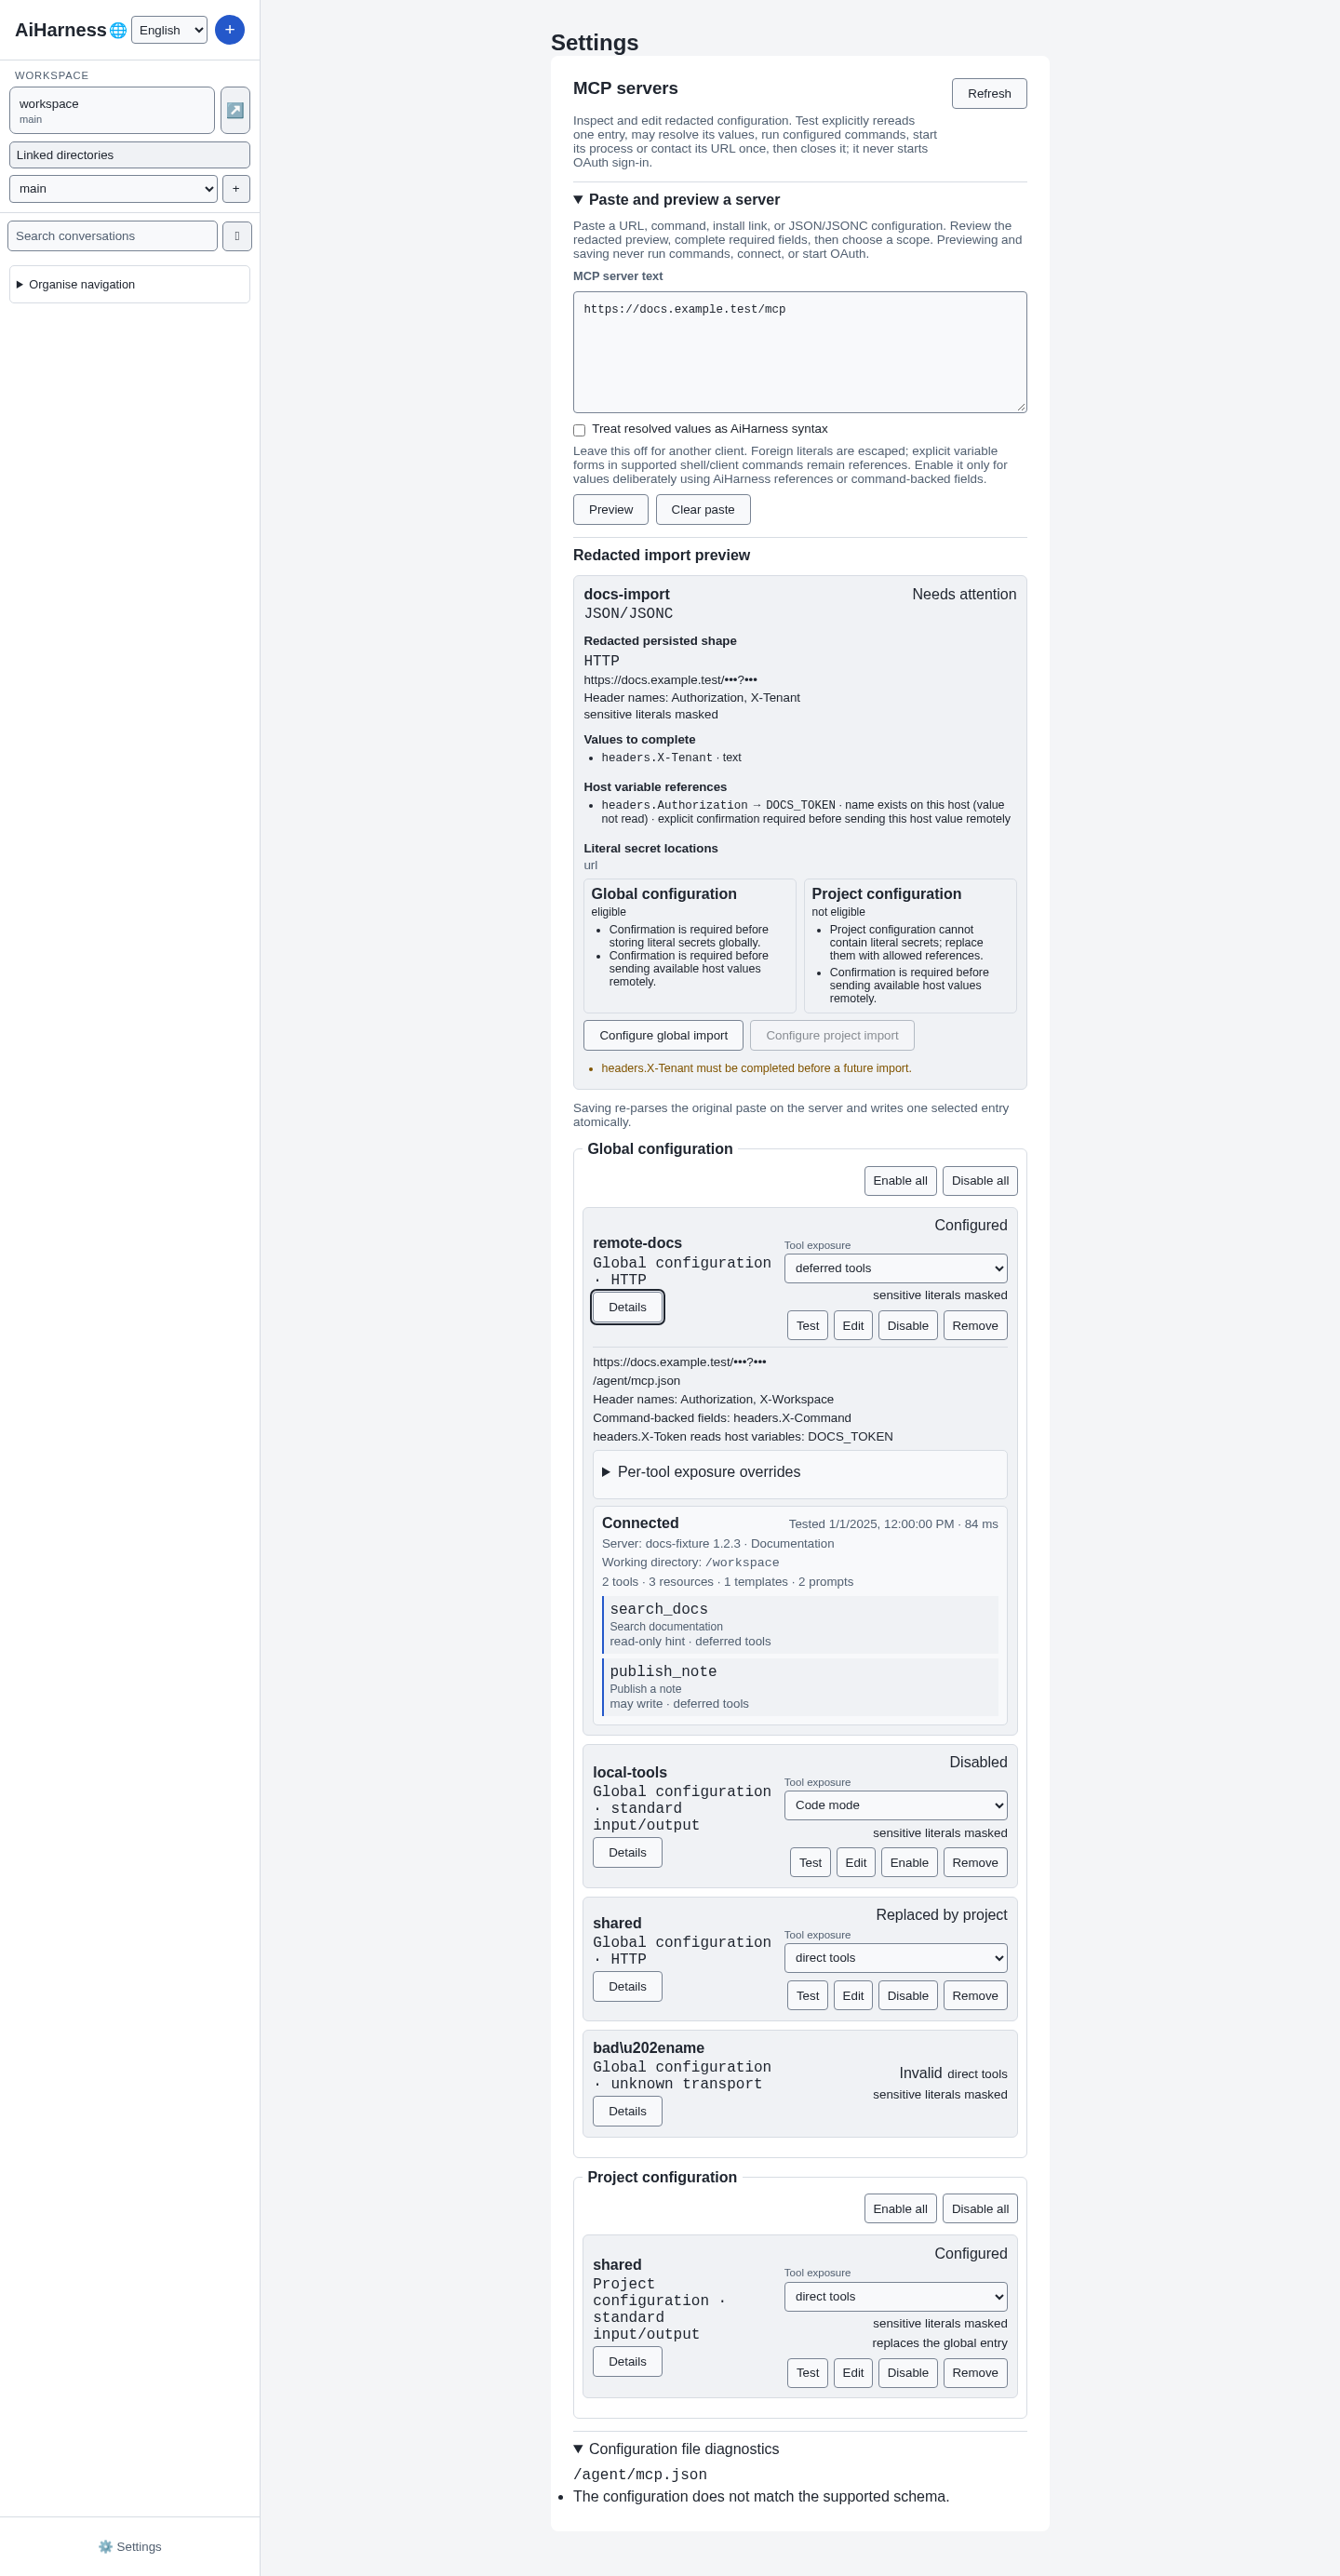 AiHarness
English
+
WORKSPACE
workspace
main
Linked directories
main
+
Search conversations
Organise navigation
Settings
Settings
MCP servers
Refresh
Inspect and edit redacted configuration. Test explicitly reads
one entry, may resolve its values, run configured commands, start
its process or contact its URL once, then closes it; it never starts
OAuth sign-in.
Paste and preview a server
Paste a URL, command, install link, or JSON/JSONC configuration. Review the
redacted preview, complete required fields, then choose a scope. Previewing and
saving never run commands, connect, or start OAuth.
MCP server text
https://docs.example.test/mcp
Treat resolved values as AiHarness syntax
Leave this off for another client. Foreign literals are escaped; explicit variable
forms in supported shell/client commands remain references. Enable it only for
values deliberately using AiHarness references or command-backed fields.
Preview
Clear paste
Redacted import preview
docs-import
Needs attention
JSON/JSONC
Redacted persisted shape
HTTP
https://docs.example.test/•••?•••
Header names: Authorization, X-Tenant
sensitive literals masked
Values to complete
• headers.X-Tenant · text
Host variable references
• headers.Authorization → DOCS_TOKEN · name exists on this host (value
not read) · explicit confirmation required before sending this host value remotely
Literal secret locations
url
Global configuration
eligible
• Confirmation is required before
storing literal secrets globally.
• Confirmation is required before
sending available host values
remotely.
Project configuration
not eligible
• Project configuration cannot
contain literal secrets; replace
them with allowed references.
• Confirmation is required before
sending available host values
remotely.
Configure global import
Configure project import
• headers.X-Tenant must be completed before a future import.
Saving re-parses the original paste on the server and writes one selected entry
atomically.
Global configuration
Enable all
Disable all
remote-docs
Global configuration
· HTTP
Details
Configured
Tool exposure
deferred tools
sensitive literals masked
Test
Edit
Disable
Remove
https://docs.example.test/•••?•••
/agent/mcp.json
Header names: Authorization, X-Workspace
Command-backed fields: headers.X-Command
headers.X-Token reads host variables: DOCS_TOKEN
Per-tool exposure overrides
Connected
Tested 1/1/2025, 12:00:00 PM · 84 ms
Server: docs-fixture 1.2.3 · Documentation
Working directory: /workspace
2 tools · 3 resources · 1 templates · 2 prompts
search_docs
Search documentation
read-only hint · deferred tools
publish_note
Publish a note
may write · deferred tools
local-tools
Global configuration
· standard
input/output
Details
Disabled
Tool exposure
Code mode
sensitive literals masked
Test
Edit
Enable
Remove
shared
Global configuration
· HTTP
Details
Replaced by project
Tool exposure
direct tools
Test
Edit
Disable
Remove
bad\u202ename
Global configuration
· unknown transport
Details
Invalid direct tools
sensitive literals masked
Project configuration
Enable all
Disable all
shared
Project
configuration ·
standard
input/output
Details
Configured
Tool exposure
direct tools
sensitive literals masked
replaces the global entry
Test
Edit
Disable
Remove
Configuration file diagnostics
/agent/mcp.json
• The configuration does not match the supported schema.